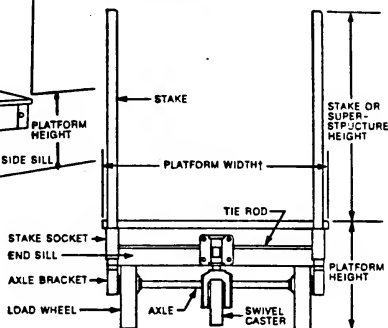 STAKE
STAKE OR
SUPER-
STRUCTURE
HEIGHT
PLATFORM
HEIGHT
SIDE SILL
PLATFORM WIDTH†
TIE ROD
STAKE SOCKET
END SILL
PLATFORM
HEIGHT
AXLE BRACKET
LOAD WHEEL
AXLE
SWIVEL
CASTER